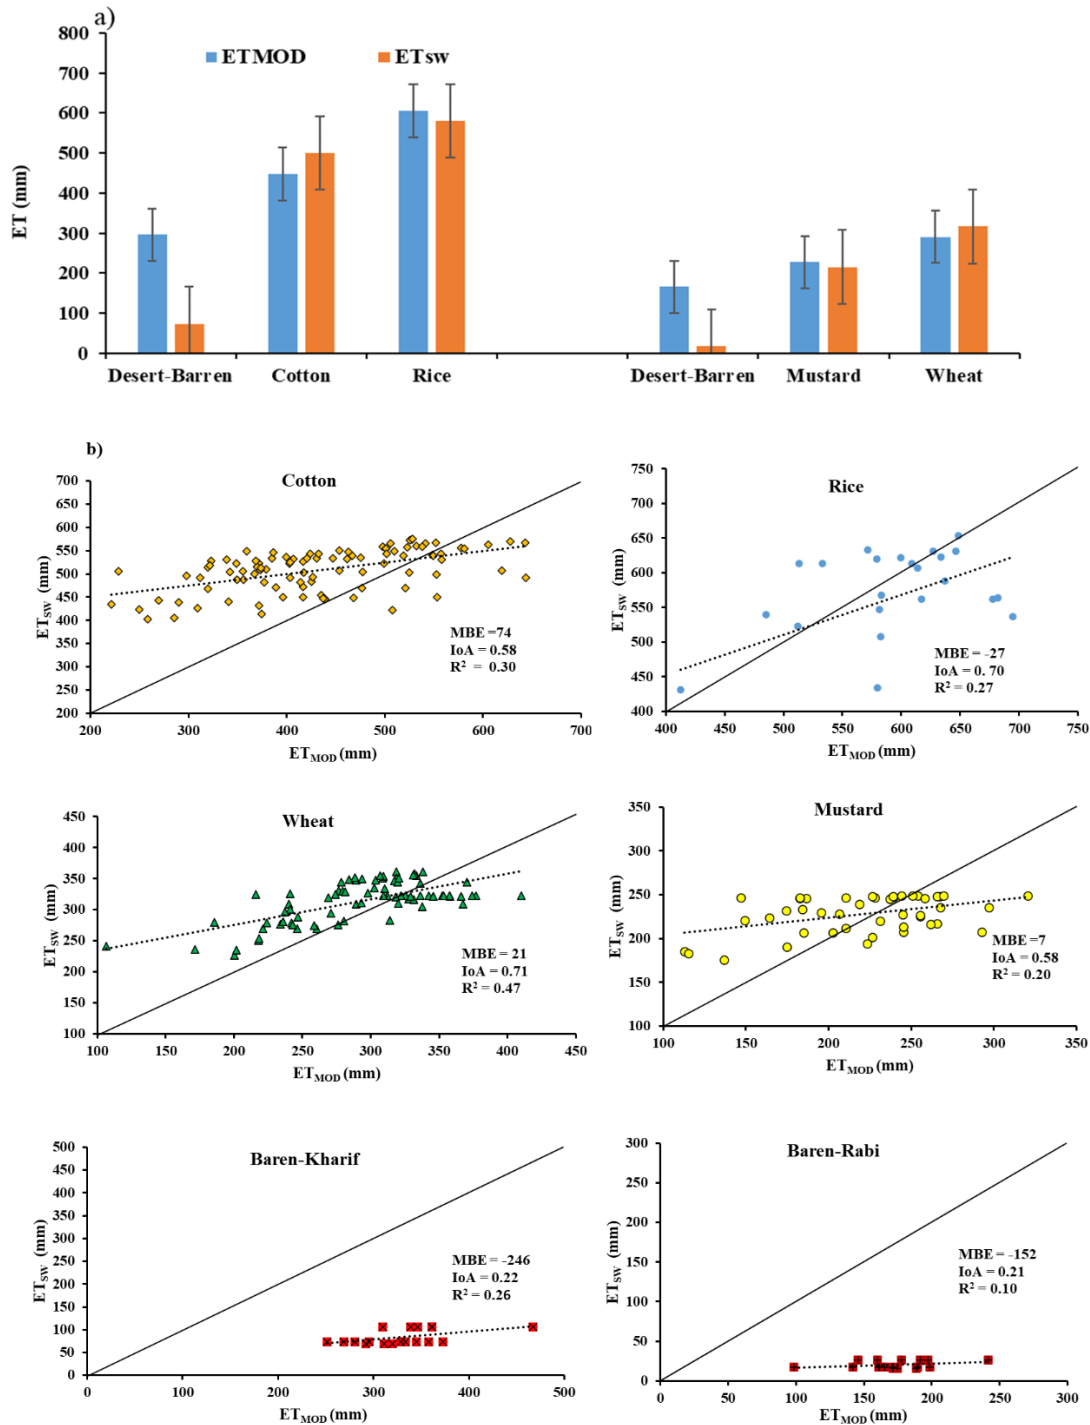 a)
800
700
600
500
400
300
200
100
0
ET (mm)
ETMOD
ETsw
Desert-Barren Cotton Rice Desert-Barren Mustard Wheat
b)
Cotton
700
650
600
550
500
450
400
350
300
250
200
ETSW (mm)
MBE =74
IoA = 0.58
R2 = 0.30
200 300 400 500 600 700
ETMOD (mm)
Rice
750
700
650
600
550
500
450
400
ETSW (mm)
MBE = -27
IoA = 0. 70
R2 = 0.27
400 450 500 550 600 650 700 750
ETMOD (mm)
Wheat
450
400
350
300
250
200
150
100
ETSW (mm)
MBE = 21
IoA = 0.71
R2 = 0.47
100 150 200 250 300 350 400 450
ETMOD (mm)
Mustard
350
300
250
200
150
100
ETSW (mm)
MBE =7
IoA = 0.58
R2 = 0.20
100 150 200 250 300 350
ETMOD (mm)
Baren-Kharif
500
450
400
350
300
250
200
150
100
50
0
ETSW (mm)
MBE = -246
IoA = 0.22
R2 = 0.26
0 100 200 300 400 500
ETMOD (mm)
Baren-Rabi
300
250
200
150
100
50
0
ETSW (mm)
MBE = -152
IoA = 0.21
R2 = 0.10
0 50 100 150 200 250 300
ETMOD (mm)